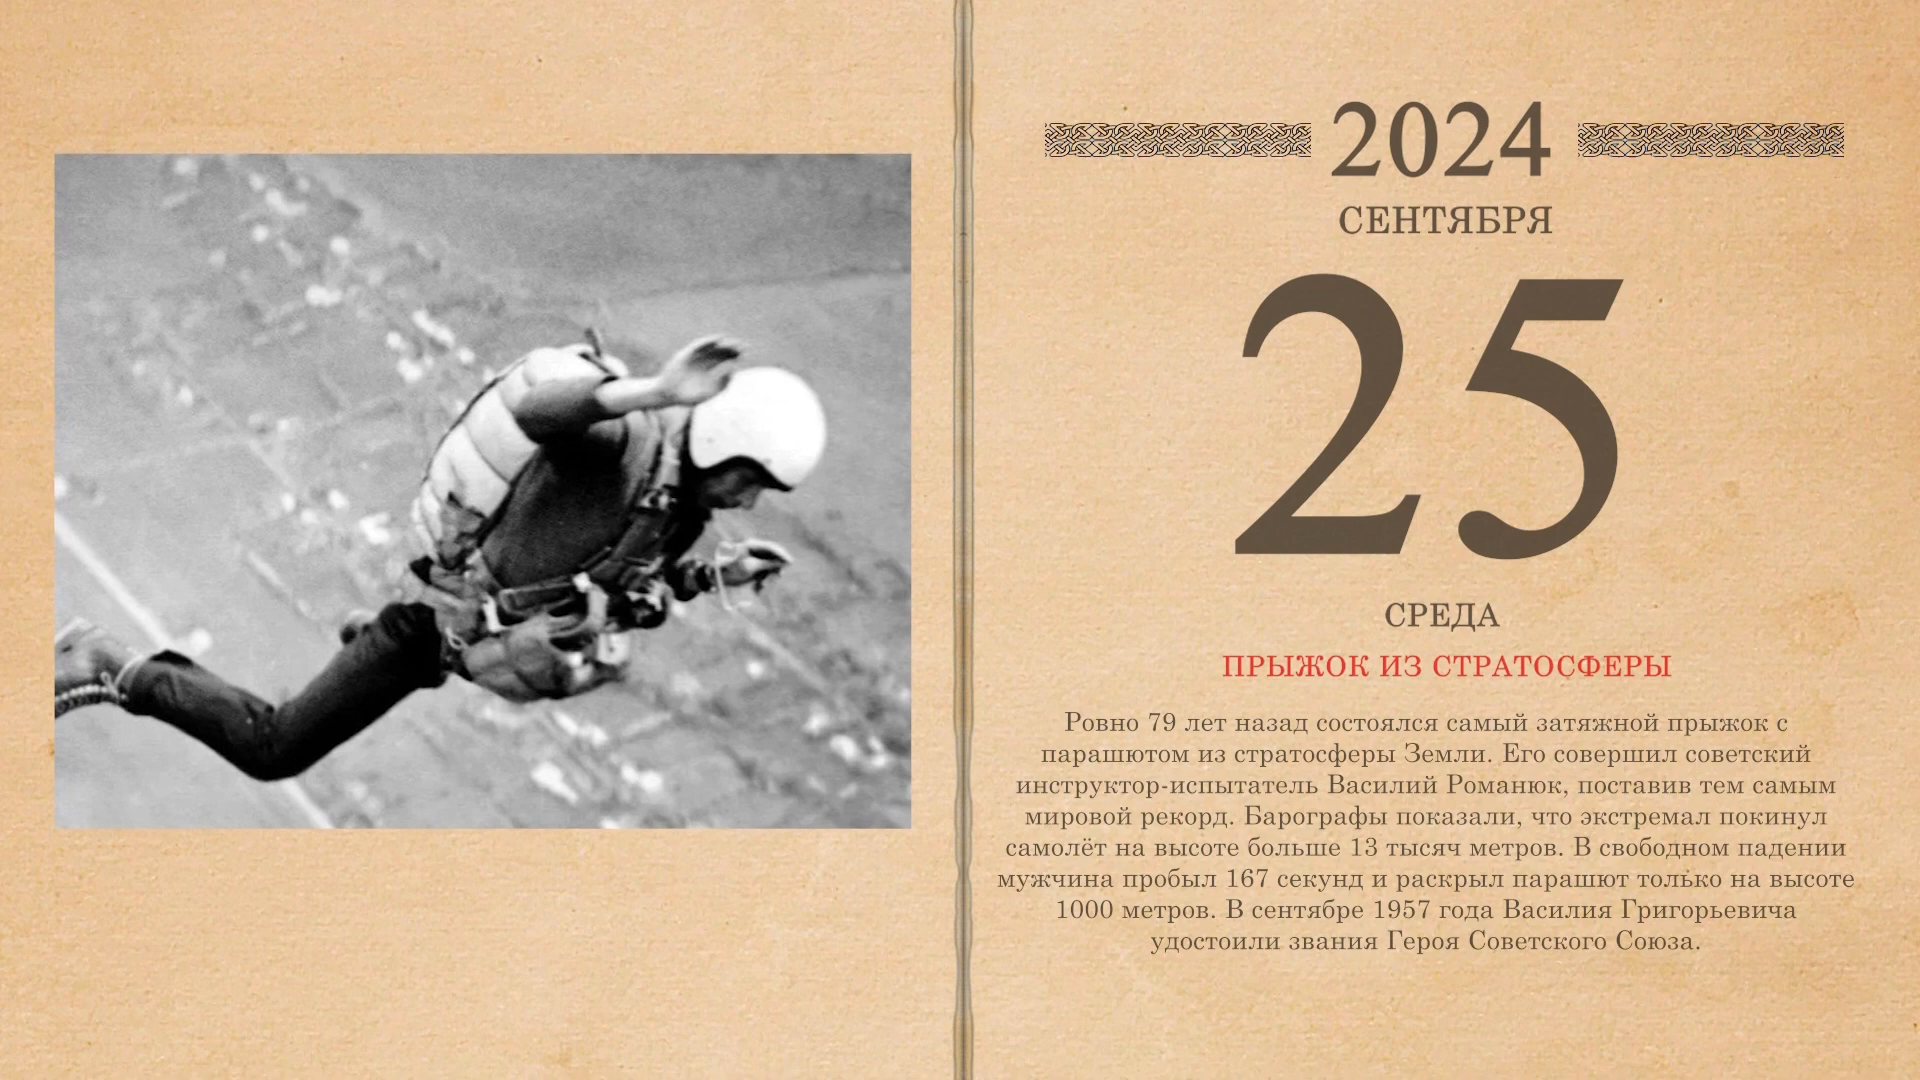 2024
СЕНТЯБРЯ
25
СРЕДА
ПРЫЖОК ИЗ СТРАТОСФЕРЫ
Ровно 79 лет назад состоялся самый затяжной прыжок с
парашютом из стратосферы Земли. Его совершил советский
инструктор-испытатель Василий Романюк, поставив тем самым
мировой рекорд. Барографы показали, что экстремал покинул
самолёт на высоте больше 13 тысяч метров. В свободном падении
мужчина пробыл 167 секунд и раскрыл парашют только на высоте
1000 метров. В сентябре 1957 года Василия Григорьевича
удостоили звания Героя Советского Союза.